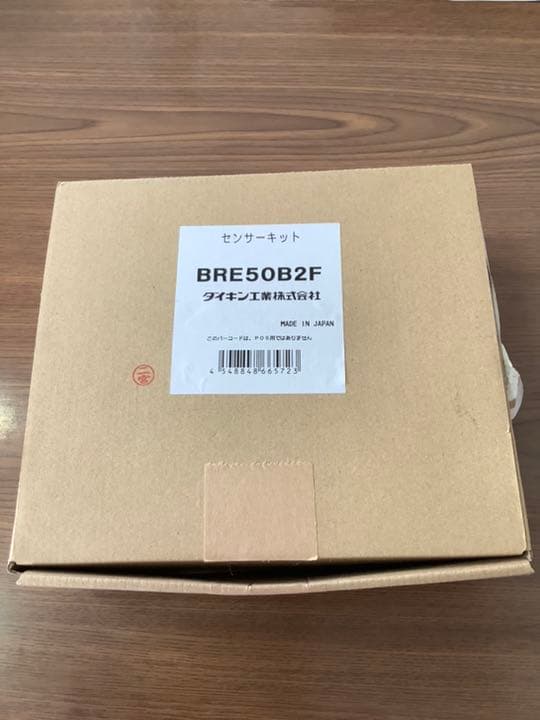 センサーキット
BRE50B2F
ダイキン工業株式会社
MADE IN JAPAN
このバーコードは、POS用ではありません
4 548848 665723
二宮